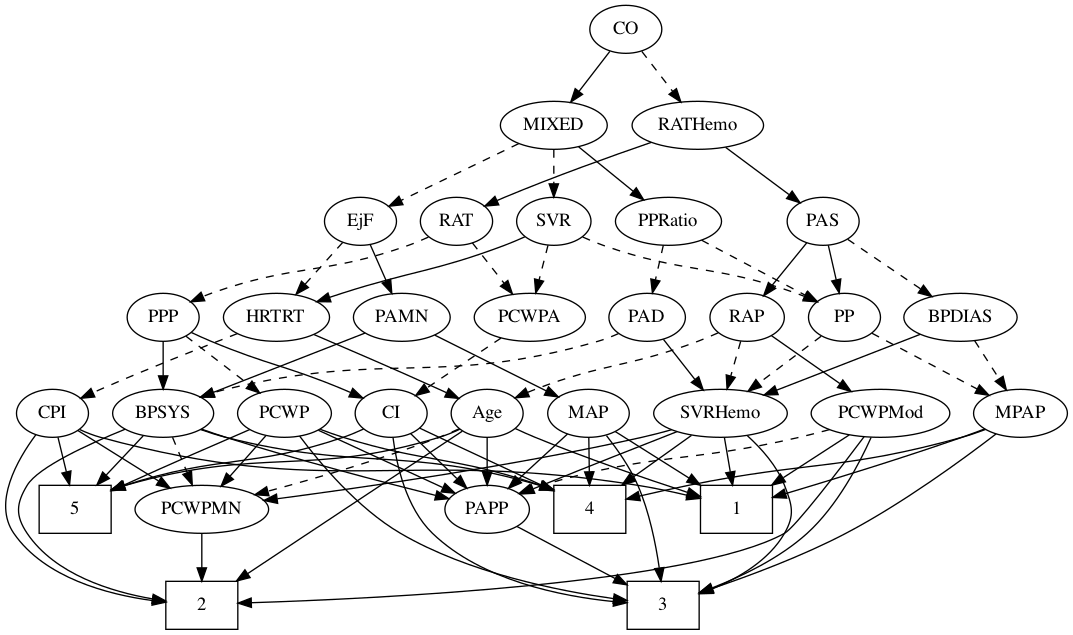 CO
MIXED
RATHemo
EjF
RAT
SVR
PPRatio
PAS
PPP
HRTRT
PAMN
PCWPA
PAD
RAP
PP
BPDIAS
CPI
BPSYS
PCWP
CI
Age
MAP
SVRHemo
PCWPMod
MPAP
5
PCWPMN
PAPP
4
1
2
3